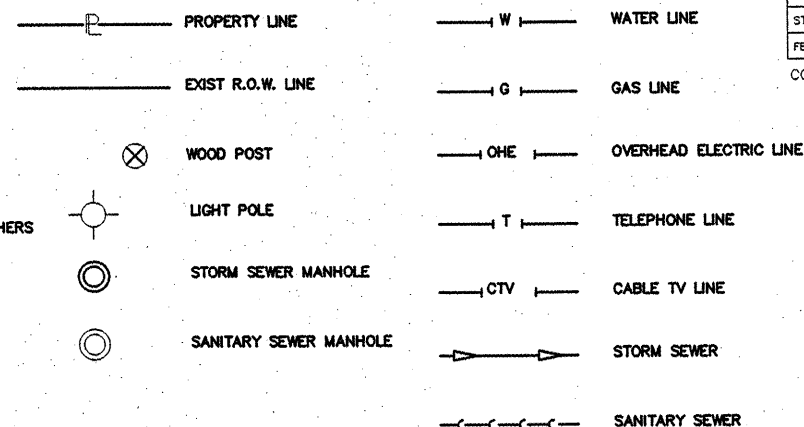 PL PROPERTY LINE
EXIST R.O.W. LINE
WOOD POST
LIGHT POLE
HERS
STORM SEWER MANHOLE
SANITARY SEWER MANHOLE
W WATER LINE
G GAS LINE
OHE OVERHEAD ELECTRIC LINE
T TELEPHONE LINE
CTV CABLE TV LINE
STORM SEWER
SANITARY SEWER
ST
FE
CO